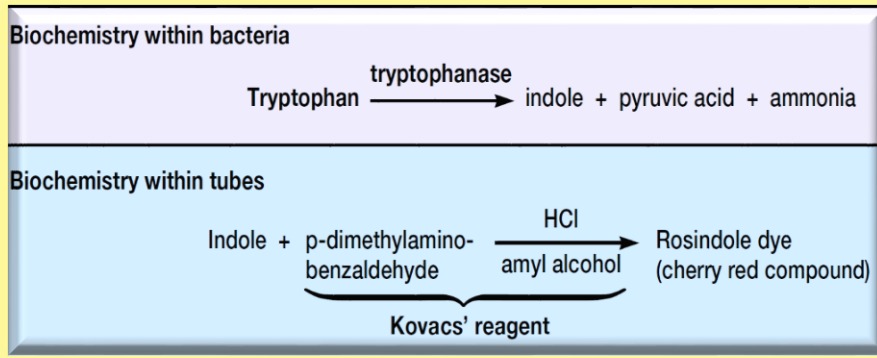 Biochemistry within bacteria
tryptophanase
Tryptophan indole + pyruvic acid + ammonia
Biochemistry within tubes
HCl
Indole + p-dimethylamino- Rosindole dye
benzaldehyde amyl alcohol (cherry red compound)
Kovacs' reagent